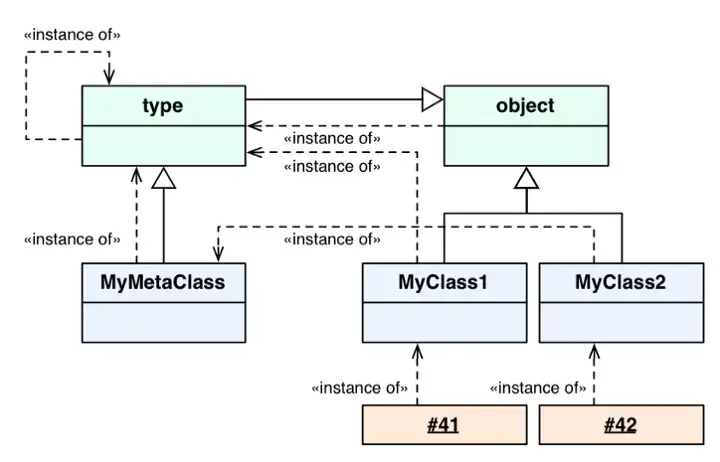 «instance of»
type
object
«instance of»
«instance of»
«instance of»
«instance of»
MyMetaClass
MyClass1
MyClass2
«instance of»
«instance of»
#41
#42